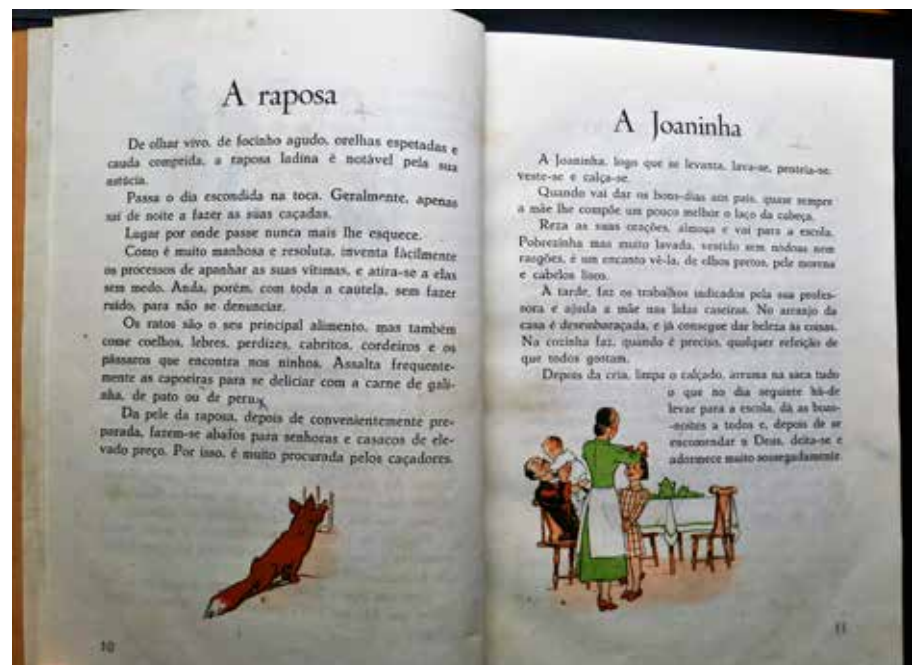 A raposa
De olhar vivo, de focinho agudo, orelhas espetadas e
cauda comprida, a raposa ladina é notável pela sua
astúcia.
Passa o dia escondida na toca. Geralmente, apenas
sai de noite a fazer as suas caçadas.
Lugar por onde passe nunca mais lhe esquece.
Como é muito manhosa e resoluta, inventa fàcilmente
os processos de apanhar as suas vítimas, e atira-se a elas
sem medo. Anda, porém, com toda a cautela, sem fazer
ruído, para não se denunciar.
Os ratos são o seu principal alimento, mas também
come coelhos, lebres, perdizes, cabritos, cordeiros e os
pássaros que encontra nos ninhos. Assalta frequente-
mente as capoeiras para se deliciar com a carne de gali-
nha, de pato ou de peru.
Da pele da raposa, depois de convenientemente pre-
parada, fazem-se abafos para senhoras e casacos de ele-
vado preço. Por isso, é muito procurada pelos caçadores.
10
A Joaninha
A Joaninha, logo que se levanta, lava-se, penteia-se,
veste-se e calça-se.
Quando vai dar os bons-dias aos pais, quase sempre
a mãe lhe compõe um pouco melhor o laço da cabeça.
Reza as suas orações, almoça e vai para a escola.
Pobrezinha mas muito lavada, vestido sem nódoas nem
rasgões, é um encanto vê-la, de olhos pretos, pele morena
e cabelos lisos.
À tarde, faz os trabalhos indicados pela sua profes-
sora e ajuda a mãe nas lidas caseiras. No arranjo da
casa é desembaraçada, e já consegue dar beleza às coisas.
Na cozinha faz, quando é preciso, qualquer refeição de
que todos gostam.
Depois da ceia, limpa o calçado, arruma na saca tudo
o que no dia seguinte há-de
levar para a escola, dá as boas-
-noites a todos e, depois de se
encomendar a Deus, deita-se e
adormece muito sossegadamente.
11